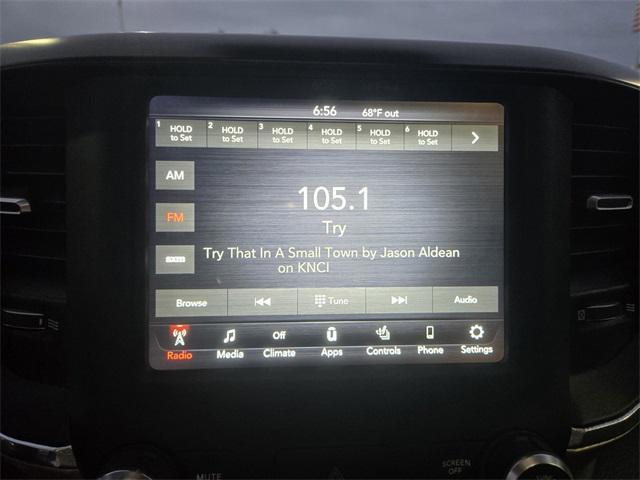 6:56 68°F out
1 HOLD to Set 2 HOLD to Set 3 HOLD to Set 4 HOLD to Set 5 HOLD to Set 6 HOLD to Set
AM
105.1
FM
Try
Try That In A Small Town by Jason Aldean
on KNCI
Browse Tune Audio
Off
Radio Media Climate Apps Controls Phone Settings
MUTE
SCREEN
OFF